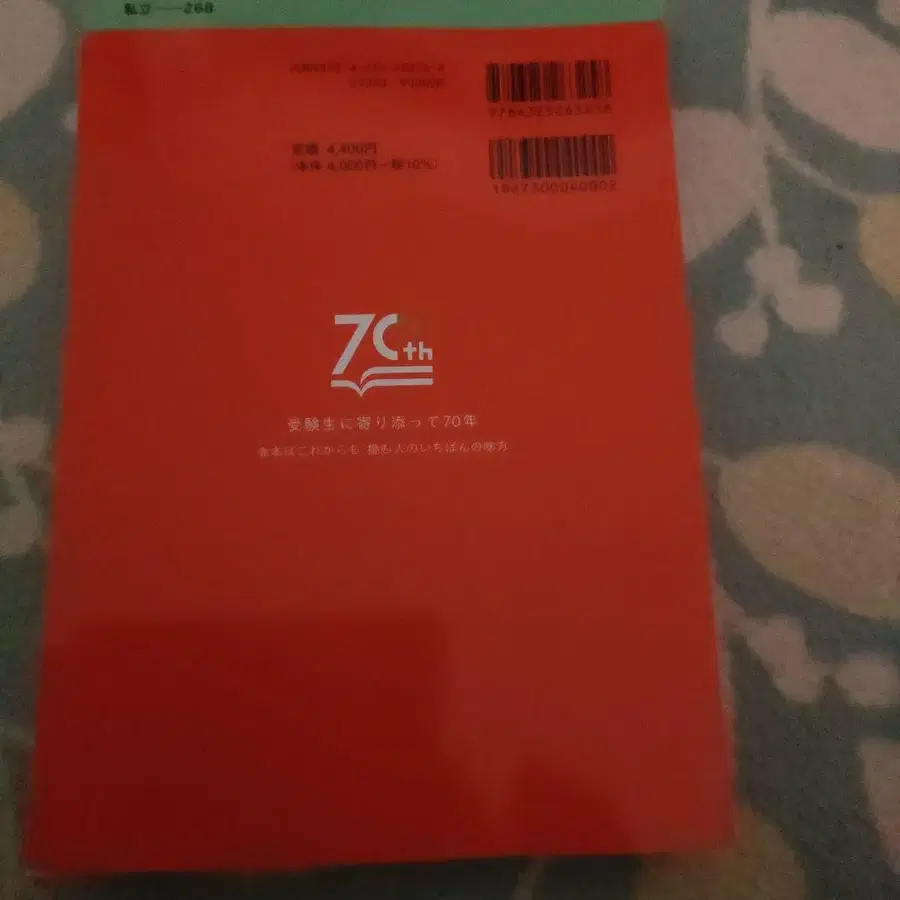 私立――268
9784325263258
定価 4,400円
(本体 4,000円+税10%)
1927300040002
70th
受験生に寄り添って70年
赤本はこれからも 挑む人のいちばんの味方